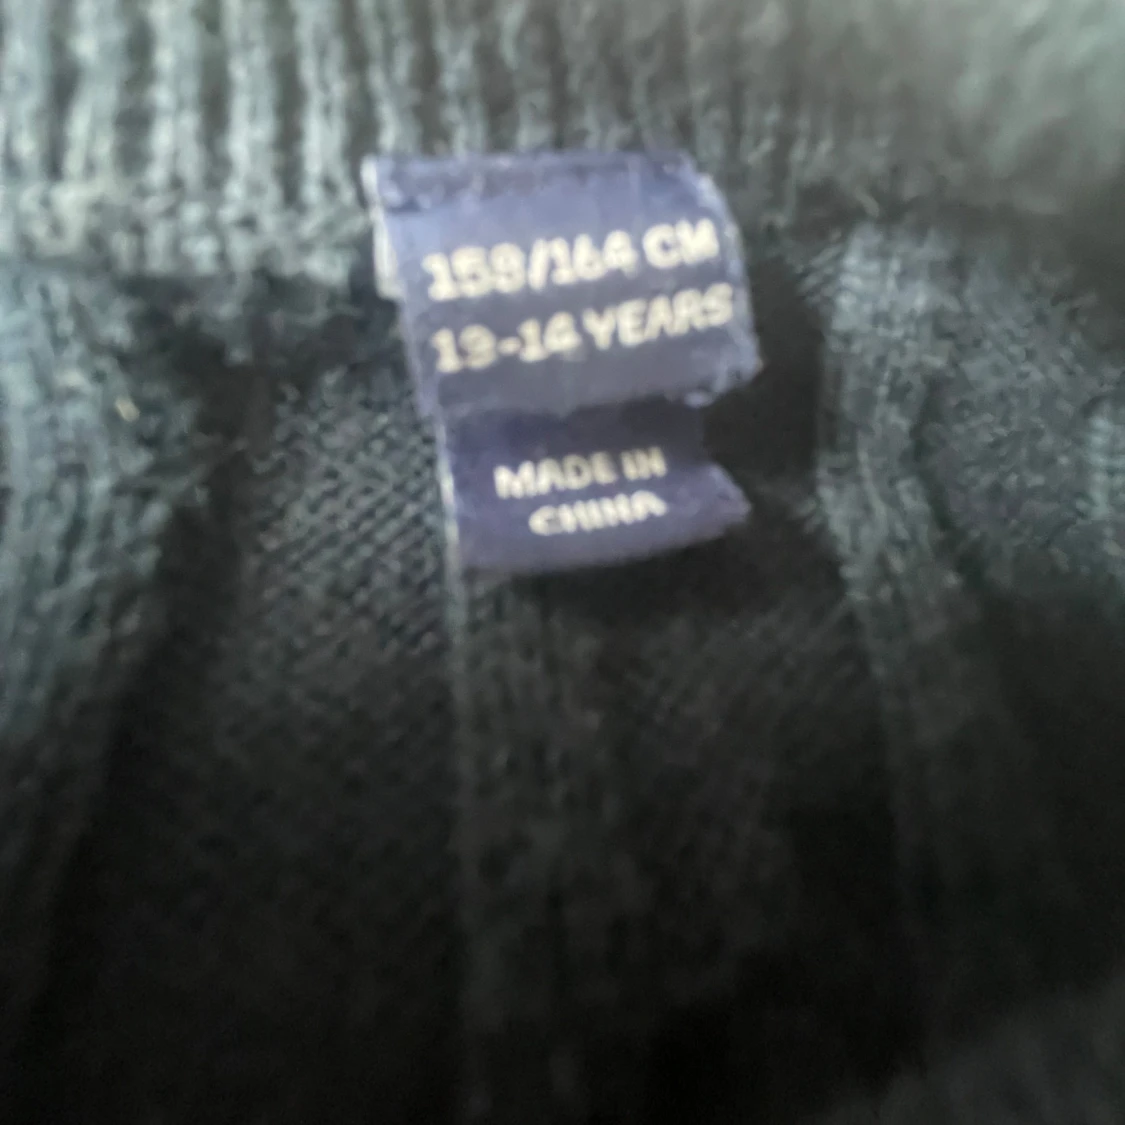 158/164 CM
13-14 YEARS
MADE IN
CHINA